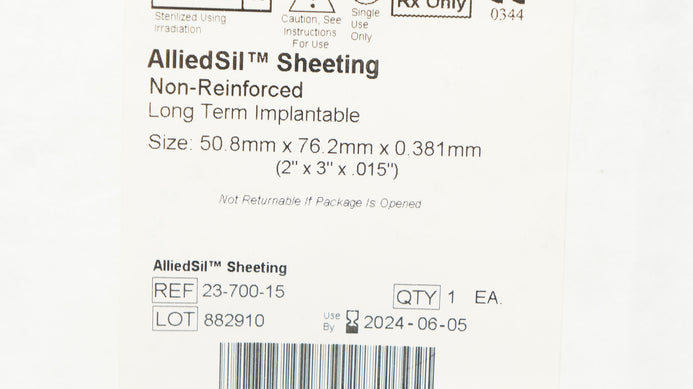 Sterilized Using
Irradiation
Caution, See
Instructions
For Use
Single
Use
Only
Rx Only
0344
AlliedSil™ Sheeting
Non-Reinforced
Long Term Implantable
Size: 50.8mm x 76.2mm x 0.381mm
(2" x 3" x .015")
Not Returnable If Package Is Opened
AlliedSil™ Sheeting
REF 23-700-15 QTY 1 EA.
LOT 882910 Use By 2024-06-05